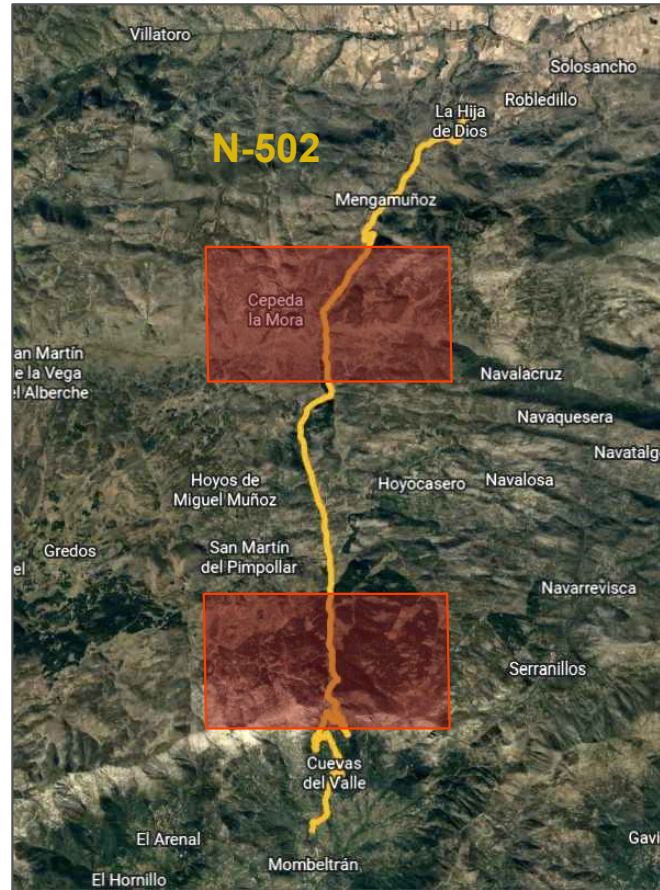 Villatoro
Solosancho
Robledillo
La Hija
de Dios
N-502
Mengamuñoz
Cepeda
la Mora
an Martín
e la Vega
el Alberche
Navalacruz
Navaquesera
Navatalg
Hoyos de
Miguel Muñoz
Hoyocasero
Navalosa
San Martín
del Pimpollar
Gredos
el
Navarrevisca
Serranillos
Cuevas
del Valle
El Arenal
Gavi
Mombeltrán
El Hornillo